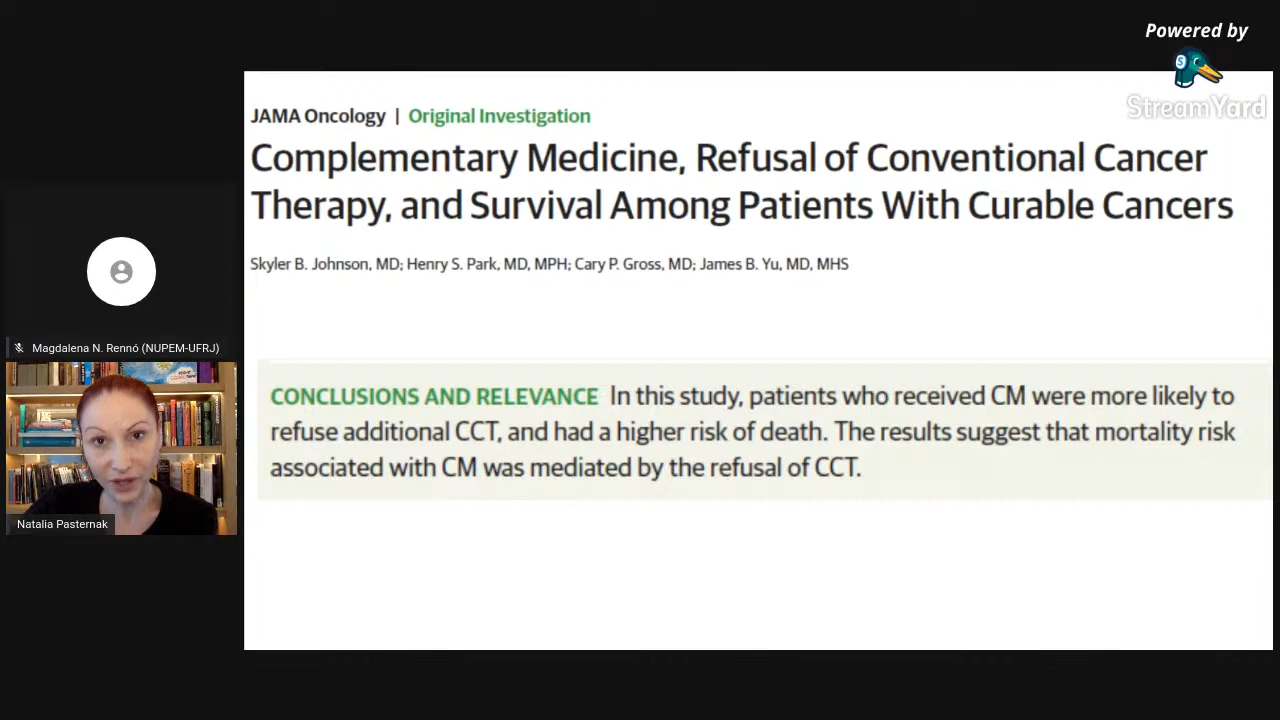 Powered by
StreamYard
JAMA Oncology | Original Investigation
Complementary Medicine, Refusal of Conventional Cancer
Therapy, and Survival Among Patients With Curable Cancers
Skyler B. Johnson, MD; Henry S. Park, MD, MPH; Cary P. Gross, MD; James B. Yu, MD, MHS
Magdalena N. Rennó (NUPEM-UFRJ)
CONCLUSIONS AND RELEVANCE In this study, patients who received CM were more likely to
refuse additional CCT, and had a higher risk of death. The results suggest that mortality risk
associated with CM was mediated by the refusal of CCT.
Natalia Pasternak